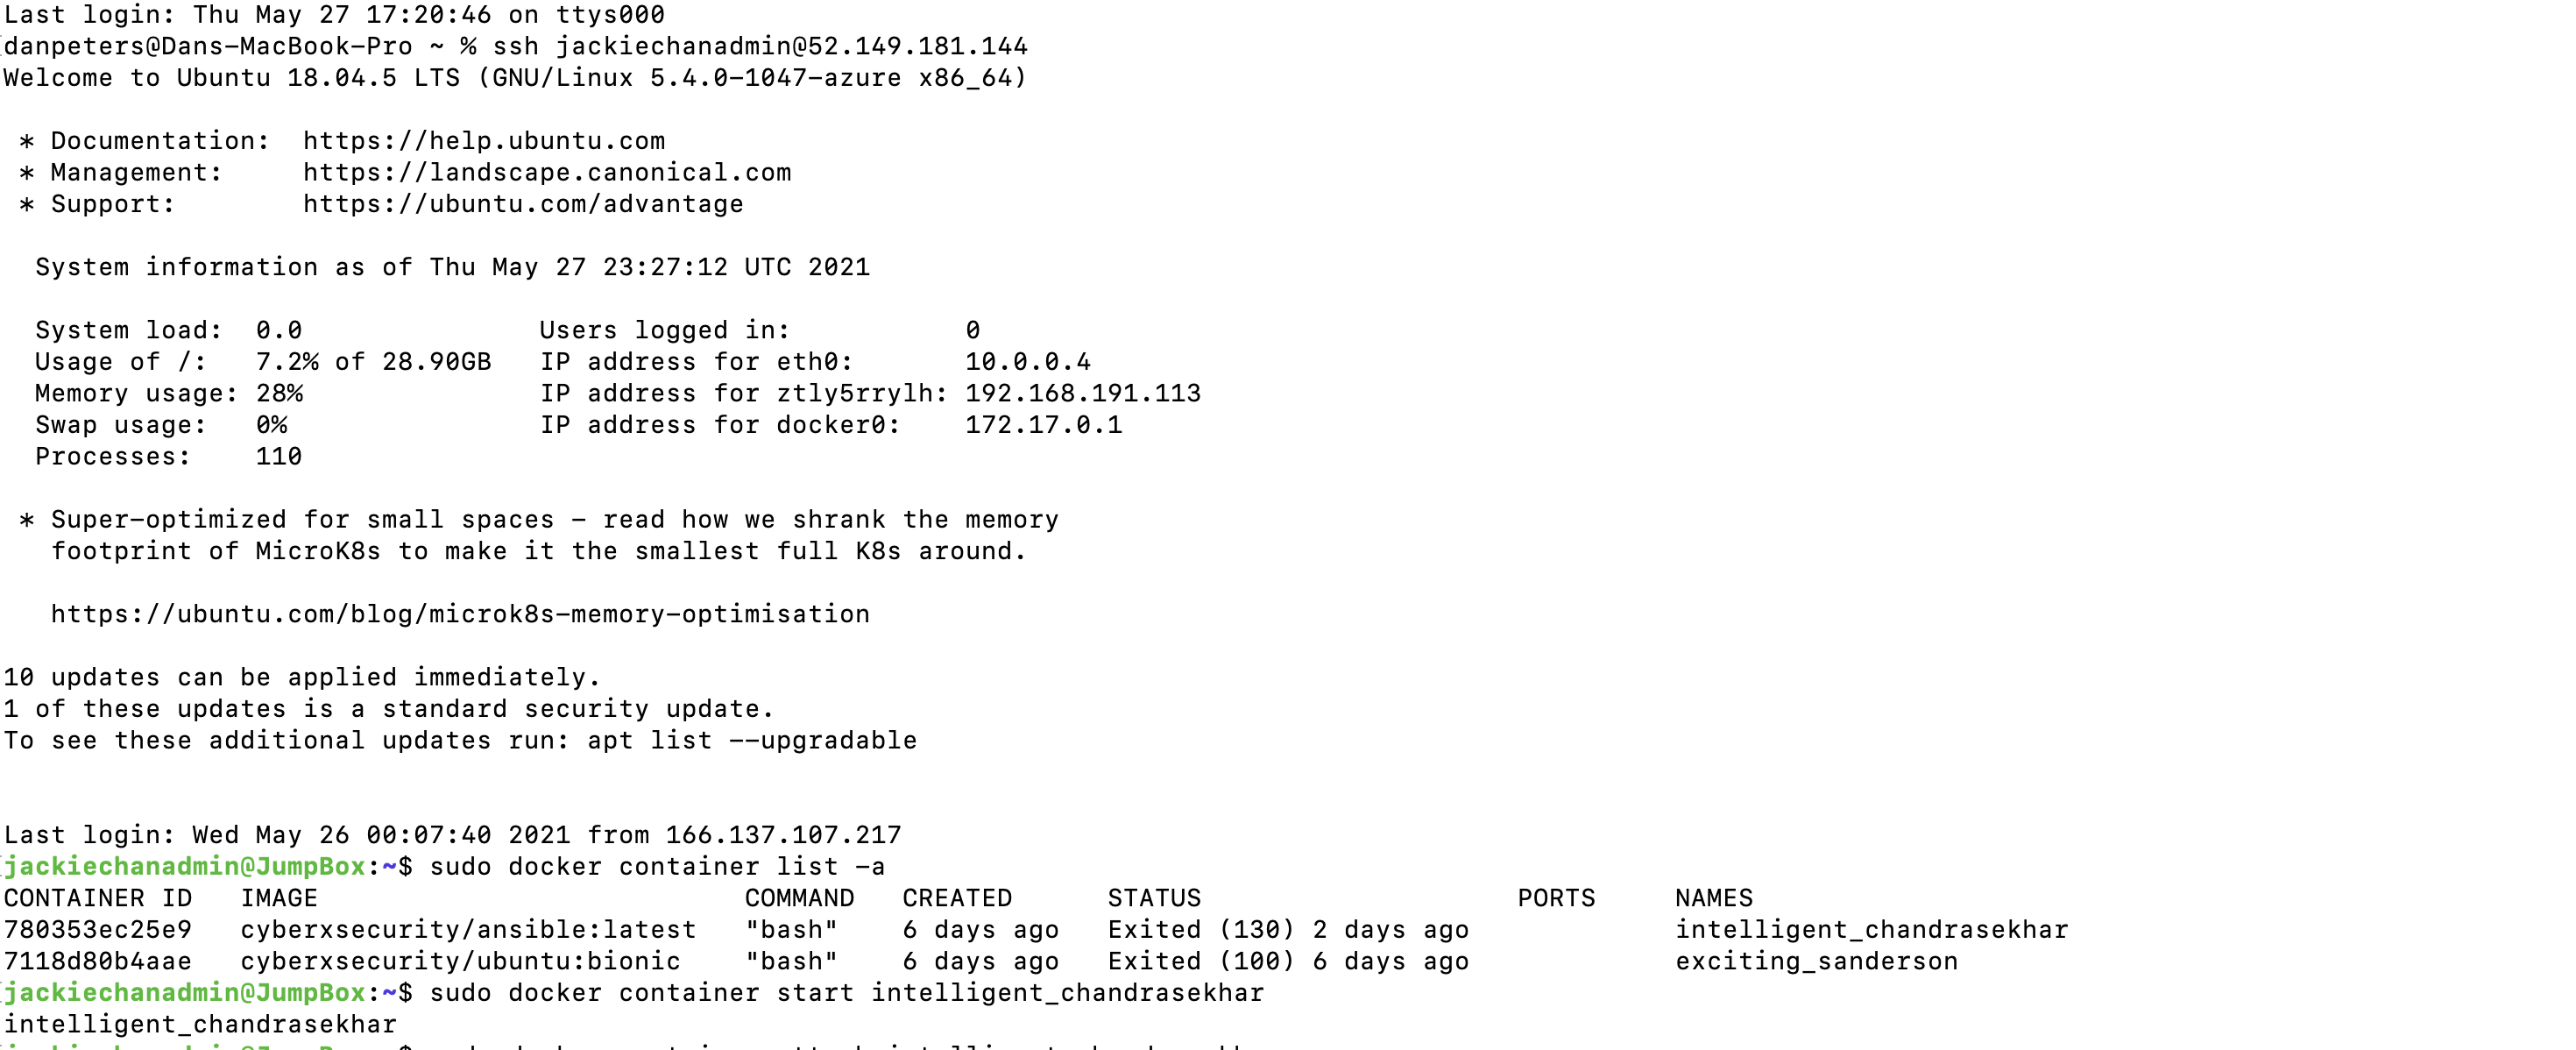 Last login: Thu May 27 17:20:46 on ttys000
danpeters@Dans-MacBook-Pro ~ % ssh jackiechanadmin@52.149.181.144
Welcome to Ubuntu 18.04.5 LTS (GNU/Linux 5.4.0-1047-azure x86_64)
* Documentation: https://help.ubuntu.com
* Management: https://landscape.canonical.com
* Support: https://ubuntu.com/advantage
System information as of Thu May 27 23:27:12 UTC 2021
System load: 0.0 Users logged in: 0
Usage of /: 7.2% of 28.90GB IP address for eth0: 10.0.0.4
Memory usage: 28% IP address for ztly5rrylh: 192.168.191.113
Swap usage: 0% IP address for docker0: 172.17.0.1
Processes: 110
* Super-optimized for small spaces - read how we shrank the memory
footprint of MicroK8s to make it the smallest full K8s around.
https://ubuntu.com/blog/microk8s-memory-optimisation
10 updates can be applied immediately.
1 of these updates is a standard security update.
To see these additional updates run: apt list --upgradable
Last login: Wed May 26 00:07:40 2021 from 166.137.107.217
jackiechanadmin@JumpBox:~$ sudo docker container list -a
CONTAINER ID IMAGE COMMAND CREATED STATUS PORTS NAMES
780353ec25e9 cyberxsecurity/ansible:latest "bash" 6 days ago Exited (130) 2 days ago intelligent_chandrasekhar
7118d80b4aae cyberxsecurity/ubuntu:bionic "bash" 6 days ago Exited (100) 6 days ago exciting_sanderson
jackiechanadmin@JumpBox:~$ sudo docker container start intelligent_chandrasekhar
intelligent_chandrasekhar